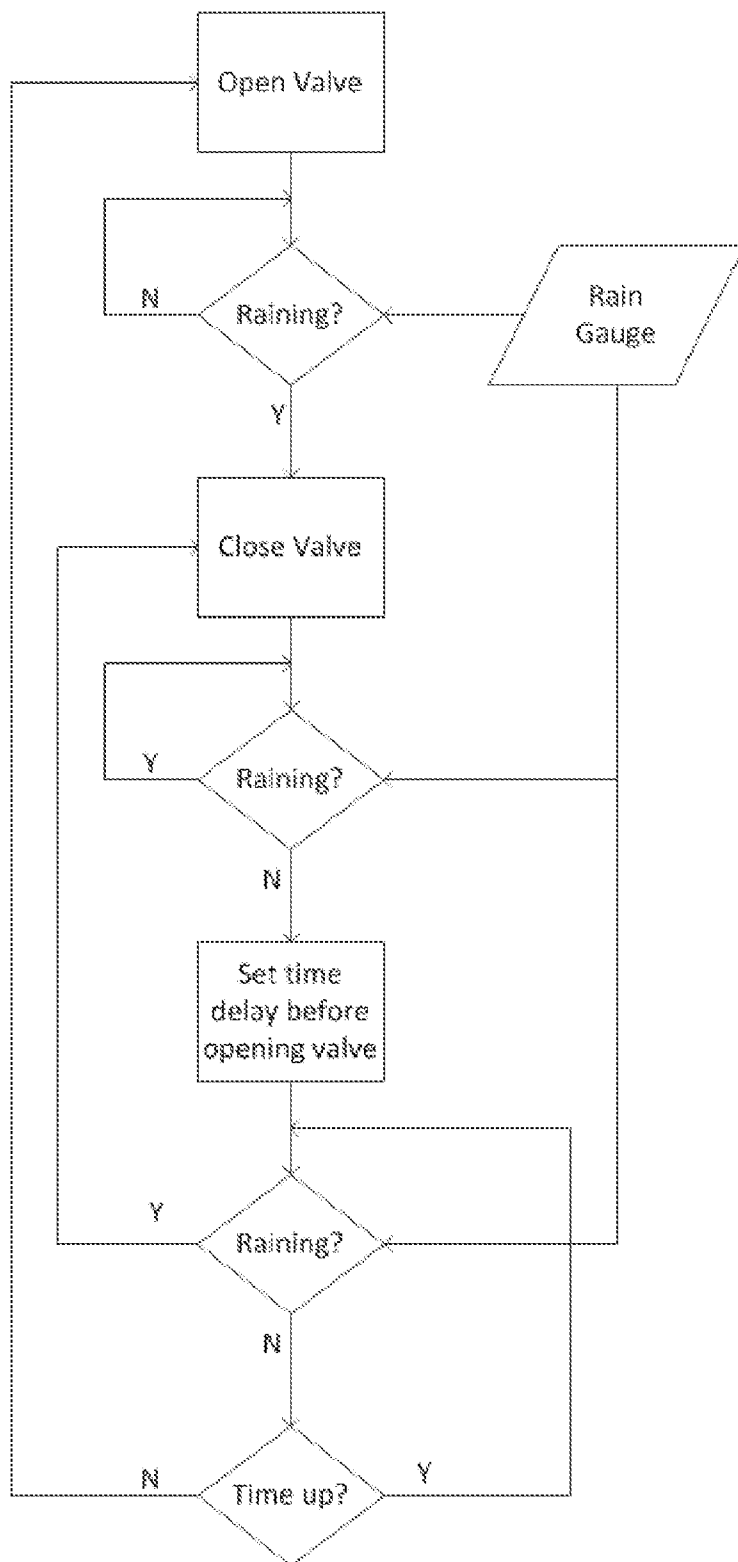 Open Valve
N
Raining?
Rain
Gauge
Y
Close Valve
Y
Raining?
N
Set time
delay before
opening valve
Y
Raining?
N
N
Time up?
Y